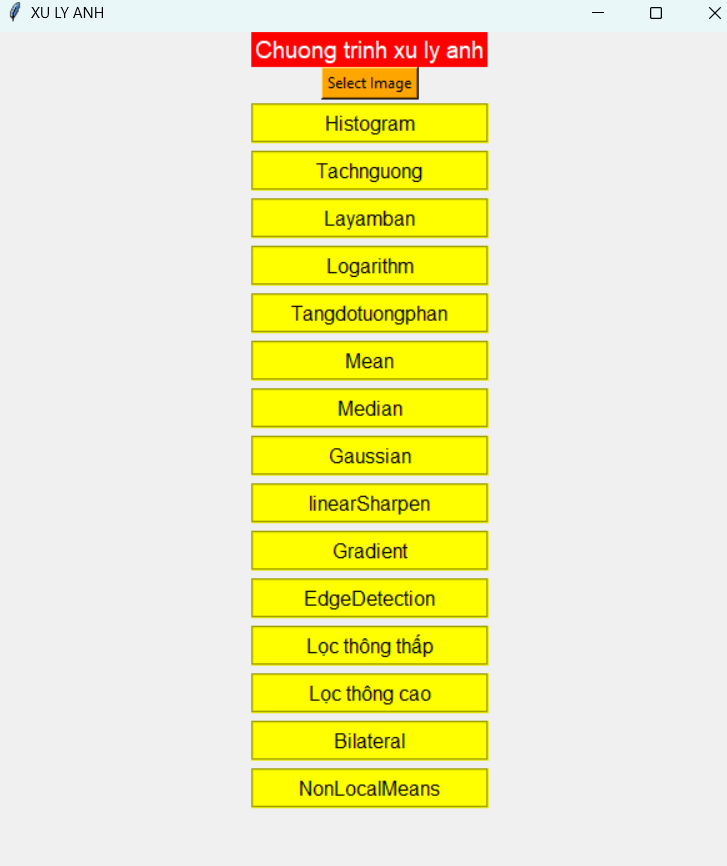 XU LY ANH
Chuong trinh xu ly anh
Select Image
Histogram
Tachnguong
Layamban
Logarithm
Tangdotuongphan
Mean
Median
Gaussian
linearSharpen
Gradient
EdgeDetection
Lọc thông thấp
Lọc thông cao
Bilateral
NonLocalMeans